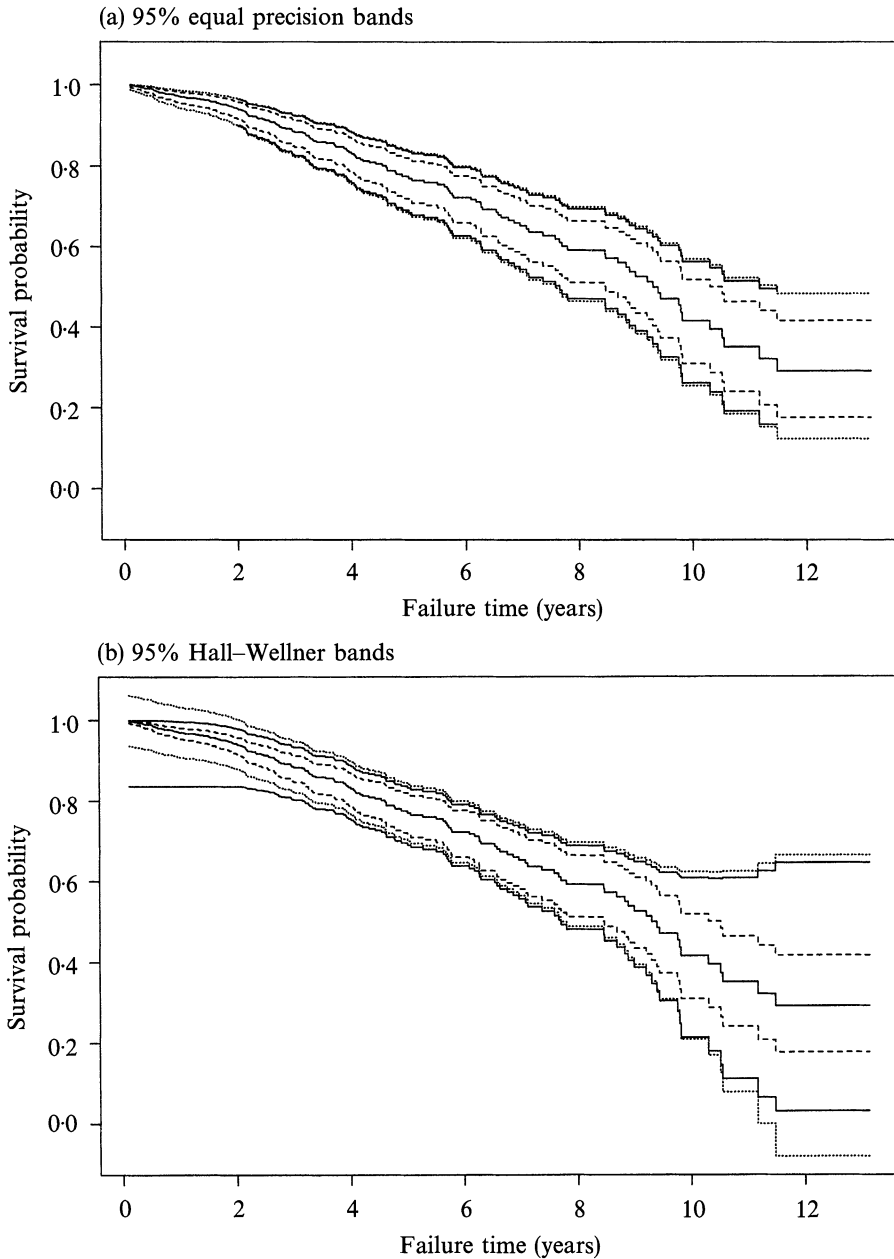 (a) 95% equal precision bands
1·0
0·8
0·6
0·4
0·2
0·0
Survival probability
0 2 4 6 8 10 12
Failure time (years)
(b) 95% Hall–Wellner bands
1·0
0·8
0·6
0·4
0·2
0·0
Survival probability
0 2 4 6 8 10 12
Failure time (years)